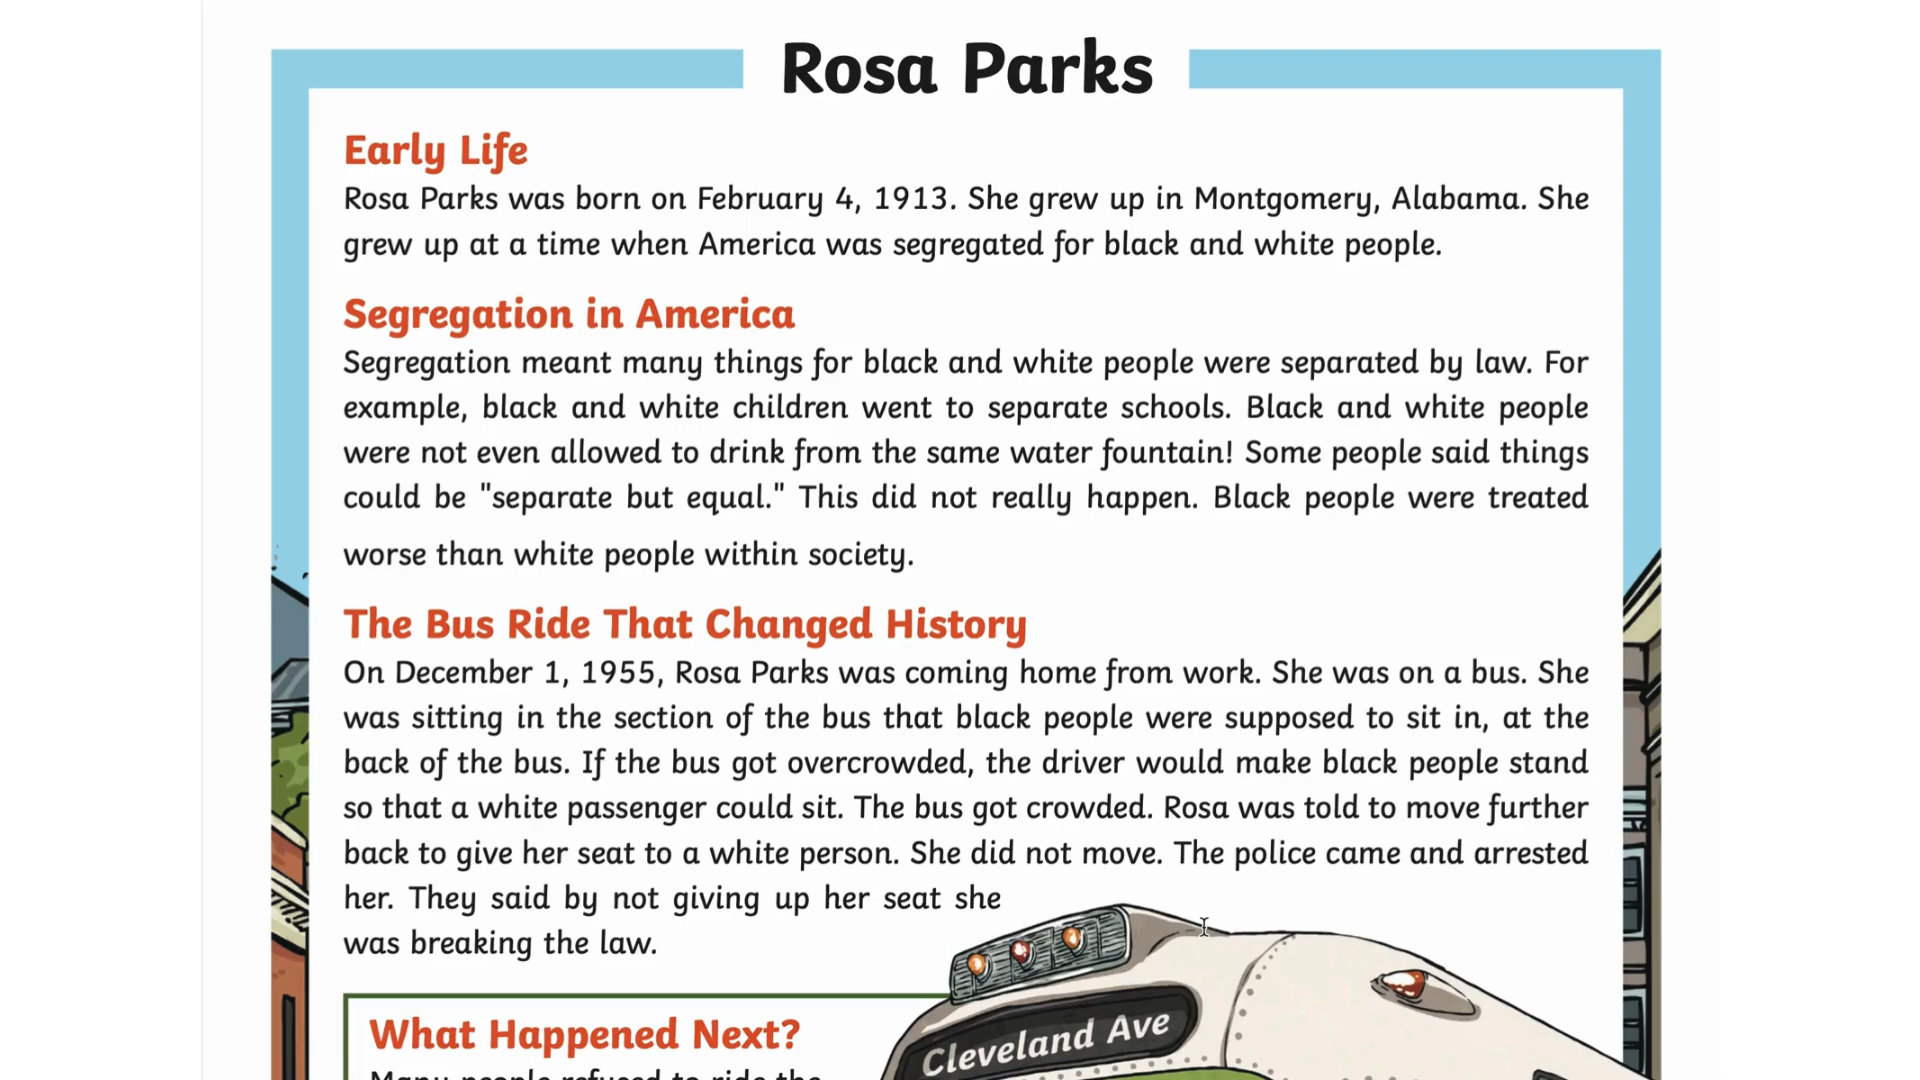 Rosa Parks
Early Life
Rosa Parks was born on February 4, 1913. She grew up in Montgomery, Alabama. She
grew up at a time when America was segregated for black and white people.
Segregation in America
Segregation meant many things for black and white people were separated by law. For
example, black and white children went to separate schools. Black and white people
were not even allowed to drink from the same water fountain! Some people said things
could be "separate but equal." This did not really happen. Black people were treated
worse than white people within society.
The Bus Ride That Changed History
On December 1, 1955, Rosa Parks was coming home from work. She was on a bus. She
was sitting in the section of the bus that black people were supposed to sit in, at the
back of the bus. If the bus got overcrowded, the driver would make black people stand
so that a white passenger could sit. The bus got crowded. Rosa was told to move further
back to give her seat to a white person. She did not move. The police came and arrested
her. They said by not giving up her seat she
was breaking the law.
What Happened Next?
Cleveland Ave
Many people refused to ride the